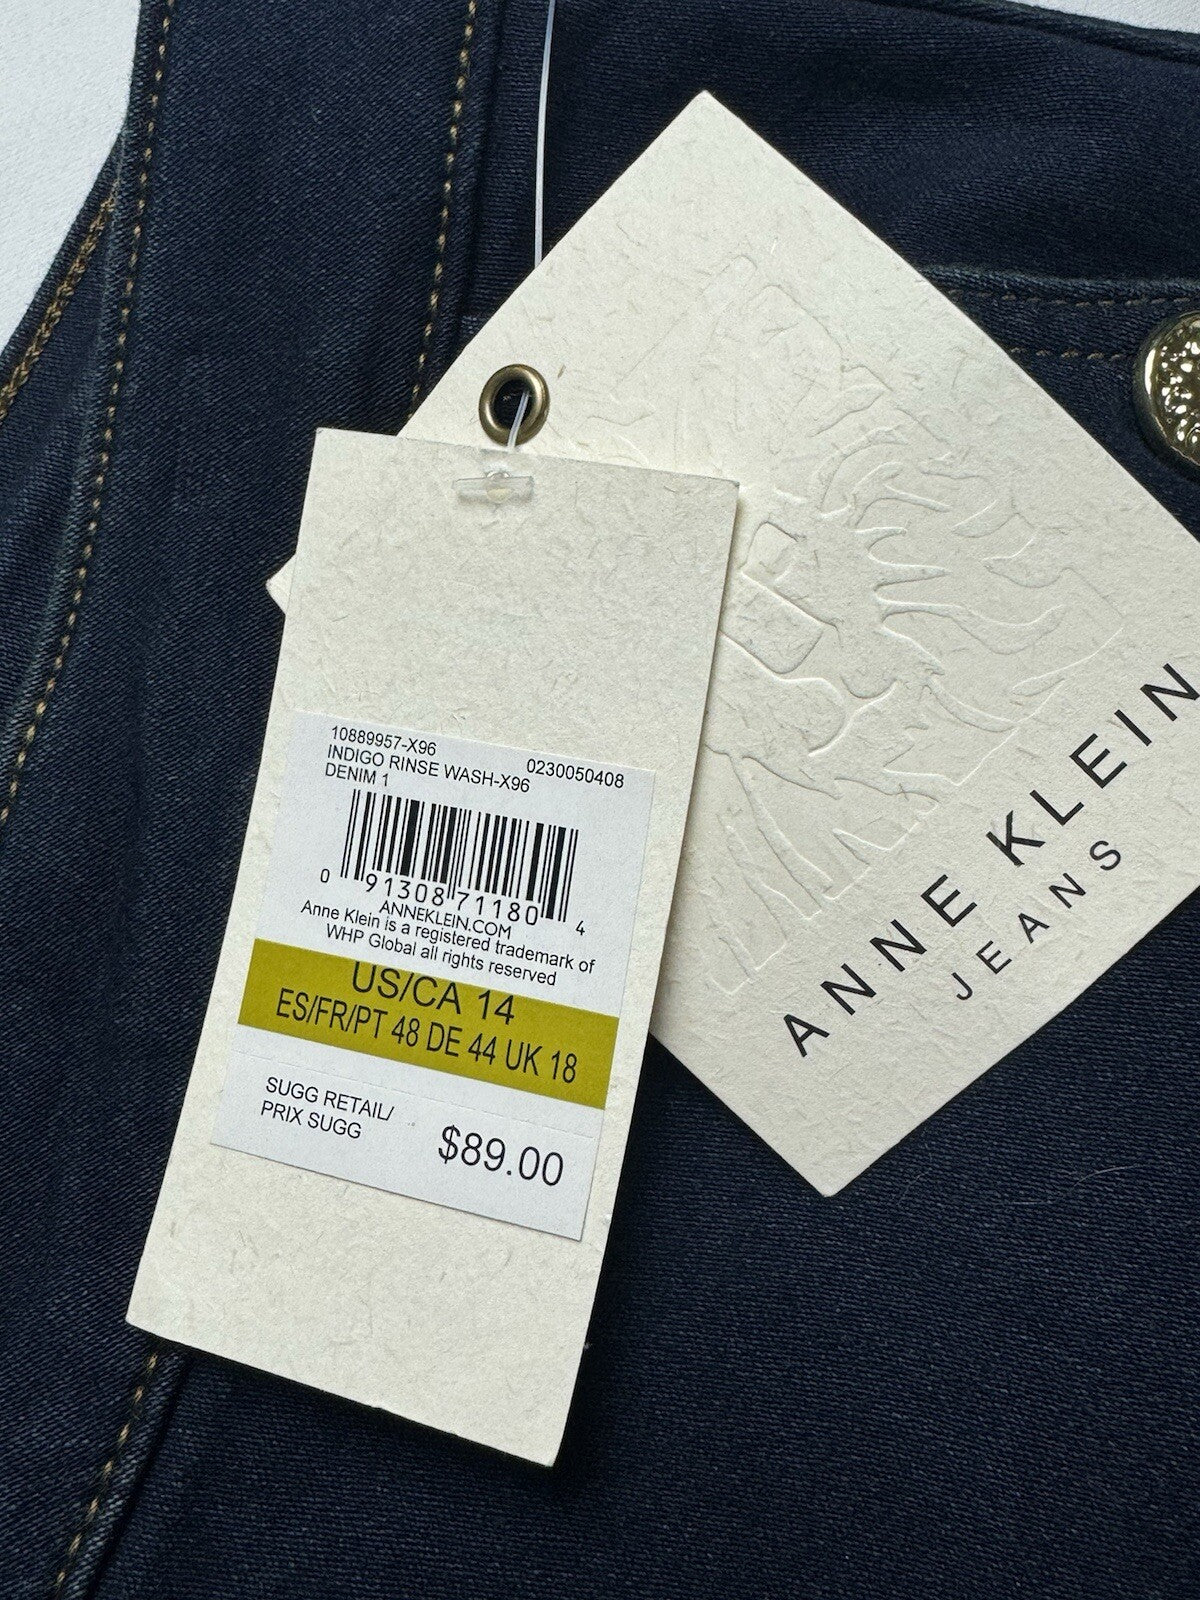 10889957-X96
0230050408
INDIGO RINSE WASH-X96
DENIM 1
0 91308 71180 4
ANNEKLEIN.COM
Anne Klein is a registered trademark of
WHP Global all rights reserved
US/CA 14
ES/FR/PT 48 DE 44 UK 18
SUGG RETAIL/
PRIX SUGG
$89.00
ANNE KLEIN
JEANS